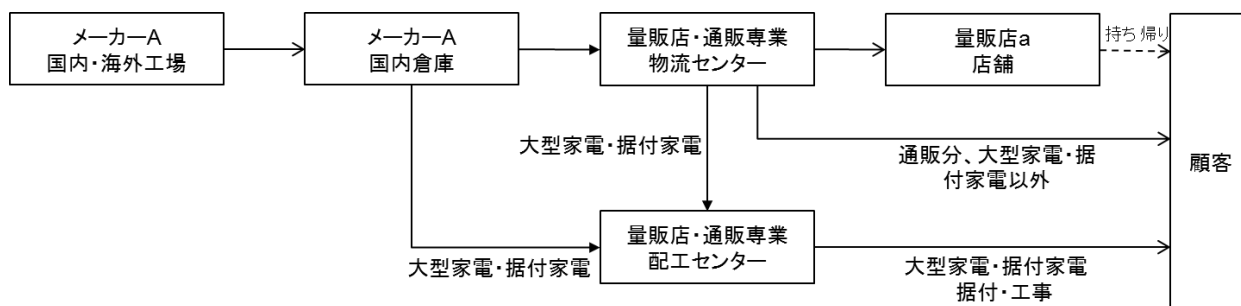 メーカーA
国内・海外工場
メーカーA
国内倉庫
量販店・通販専業
物流センター
量販店a
店舗
持ち帰り
顧客
大型家電・据付家電
通販分、大型家電・据
付家電以外
大型家電・据付家電
量販店・通販専業
配工センター
大型家電・据付家電
据付・工事